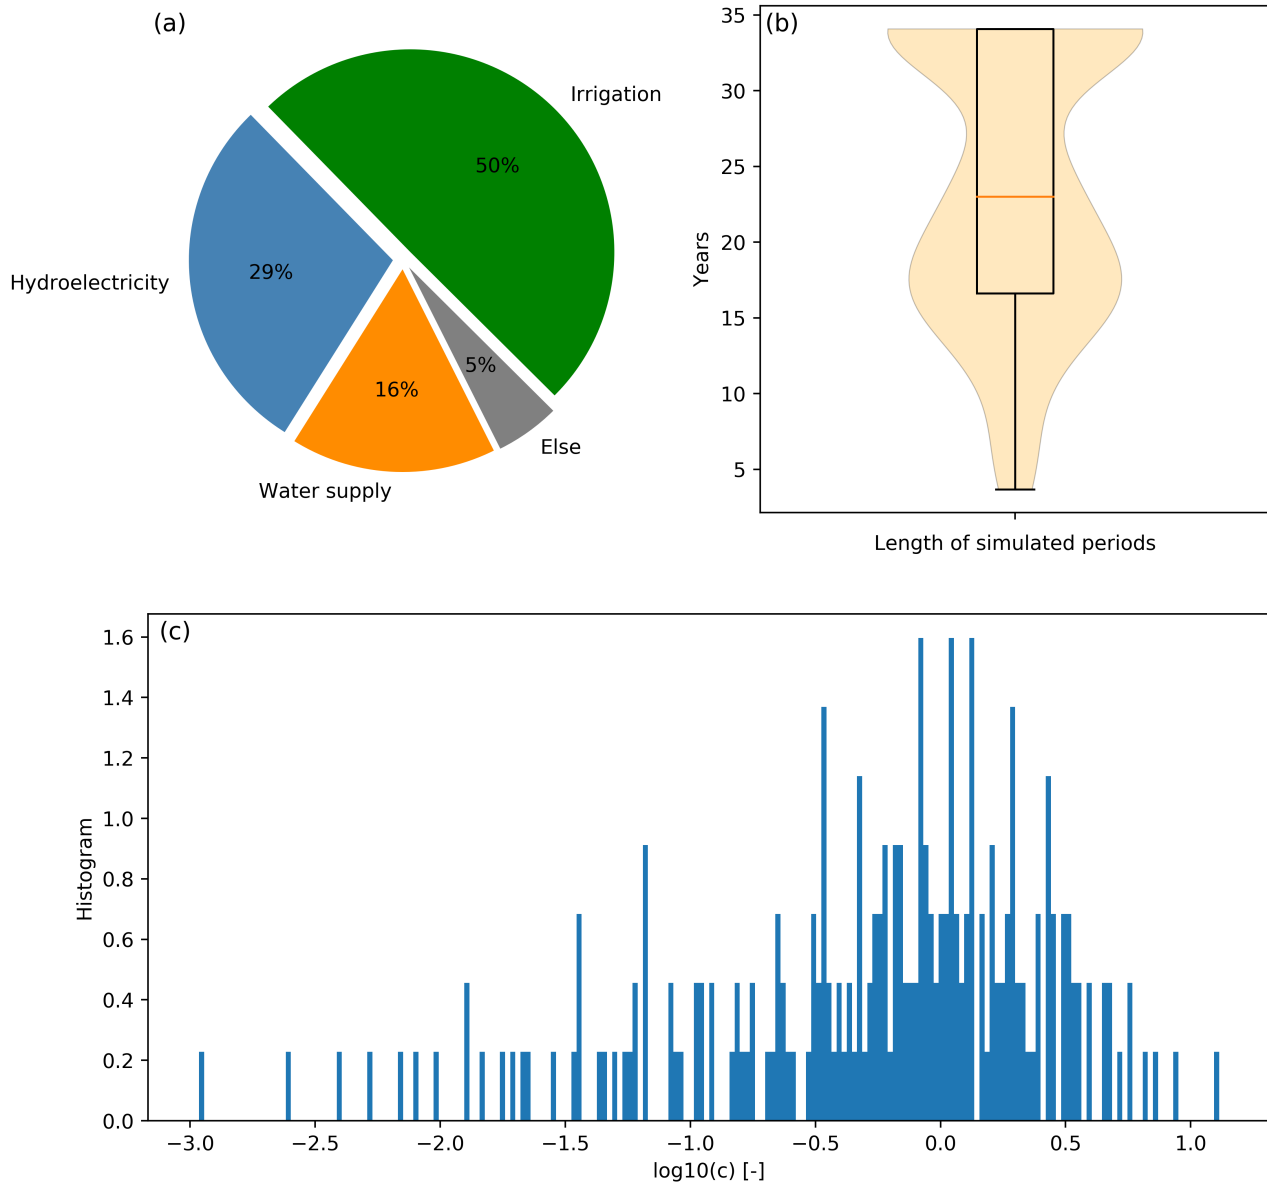 (a)
Irrigation
50%
Hydroelectricity
29%
16%
5%
Else
Water supply
(b)
35
30
25
20
15
10
5
Years
Length of simulated periods
(c)
1.6
1.4
1.2
1.0
0.8
0.6
0.4
0.2
0.0
Histogram
−3.0 −2.5 −2.0 −1.5 −1.0 −0.5 0.0 0.5 1.0
log10(c) [-]